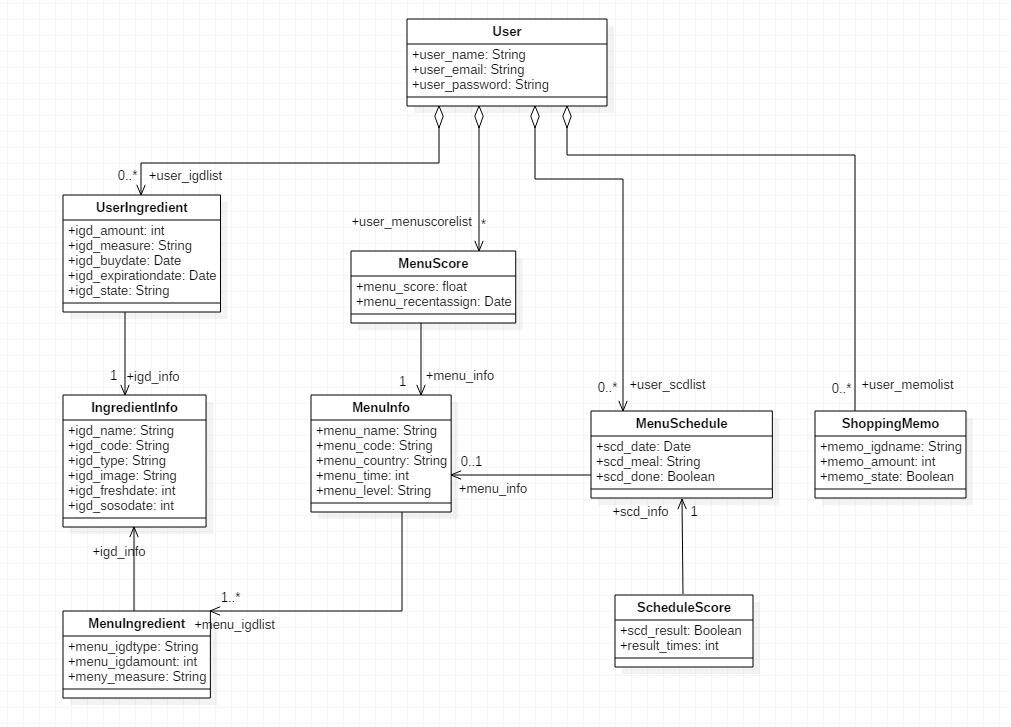 User
+user_name: String
+user_email: String
+user_password: String
0..*
+user_igdlist
UserIngredient
+igd_amount: int
+igd_measure: String
+igd_buydate: Date
+igd_expirationdate: Date
+igd_state: String
+user_menuscorelist
*
MenuScore
+menu_score: float
+menu_recentassign: Date
1
+igd_info
1
+menu_info
0..*
+user_scdlist
0..*
+user_memolist
IngredientInfo
+igd_name: String
+igd_code: String
+igd_type: String
+igd_image: String
+igd_freshdate: int
+igd_sosodate: int
MenuInfo
+menu_name: String
+menu_code: String
+menu_country: String
+menu_time: int
+menu_level: String
0..1
+menu_info
MenuSchedule
+scd_date: Date
+scd_meal: String
+scd_done: Boolean
ShoppingMemo
+memo_igdname: String
+memo_amount: int
+memo_state: Boolean
+scd_info
1
+igd_info
1..*
+menu_igdlist
MenuIngredient
+menu_igdtype: String
+menu_igdamount: int
+meny_measure: String
ScheduleScore
+scd_result: Boolean
+result_times: int